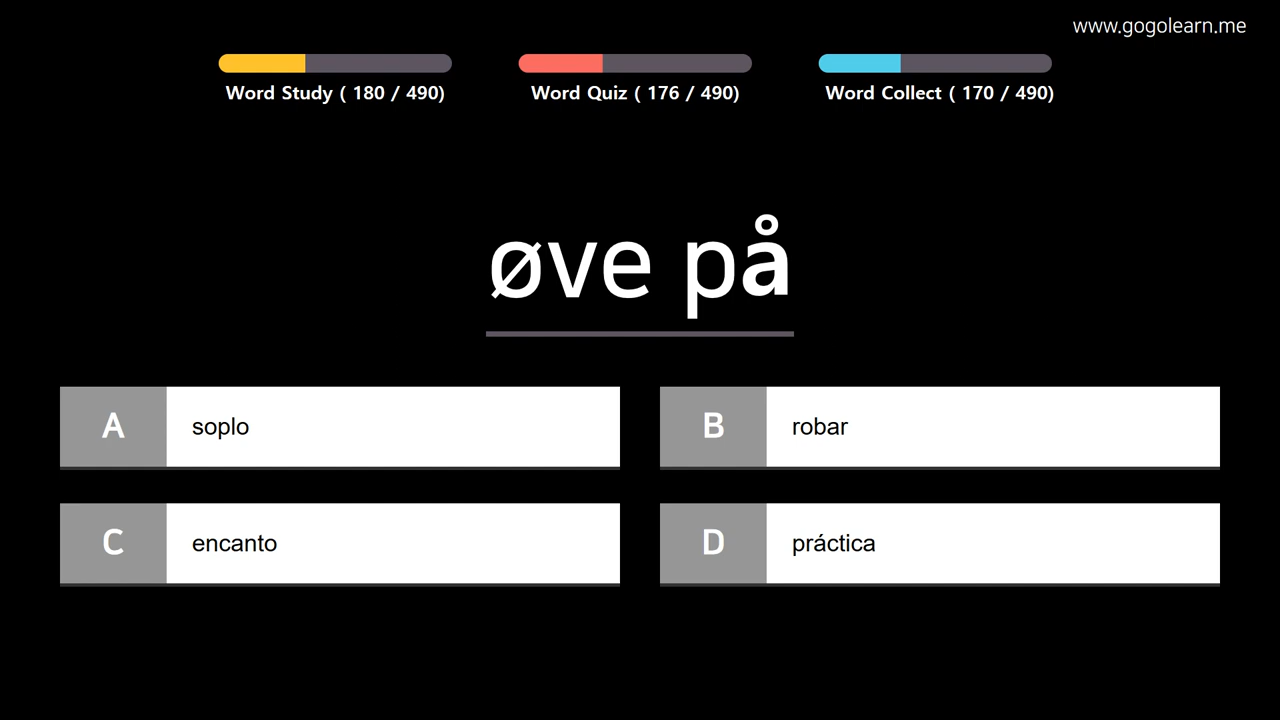 www.gogolearn.me
Word Study ( 180 / 490)
Word Quiz ( 176 / 490)
Word Collect ( 170 / 490)
øve på
A soplo
B robar
C encanto
D práctica